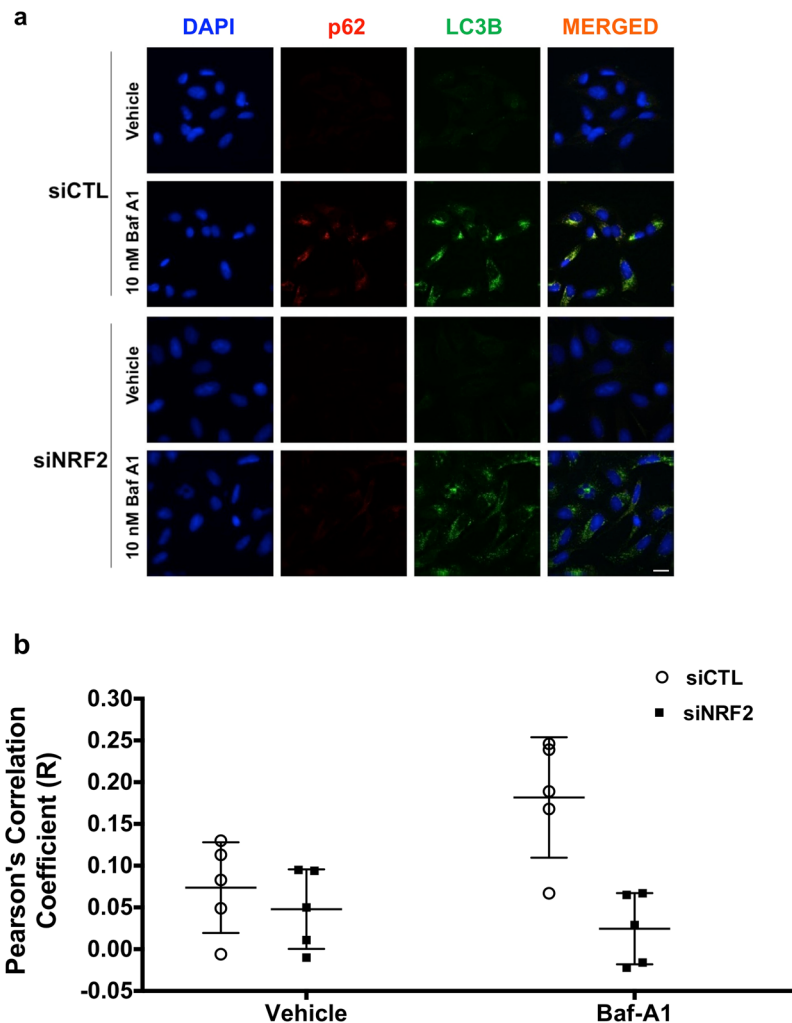 a
DAPI p62 LC3B MERGED
siCTL
Vehicle
10 nM Baf A1
siNRF2
Vehicle
10 nM Baf A1
b
siCTL
siNRF2
Pearson's Correlation
Coefficient (R)
0.30
0.25
0.20
0.15
0.10
0.05
0.00
-0.05
Vehicle Baf-A1